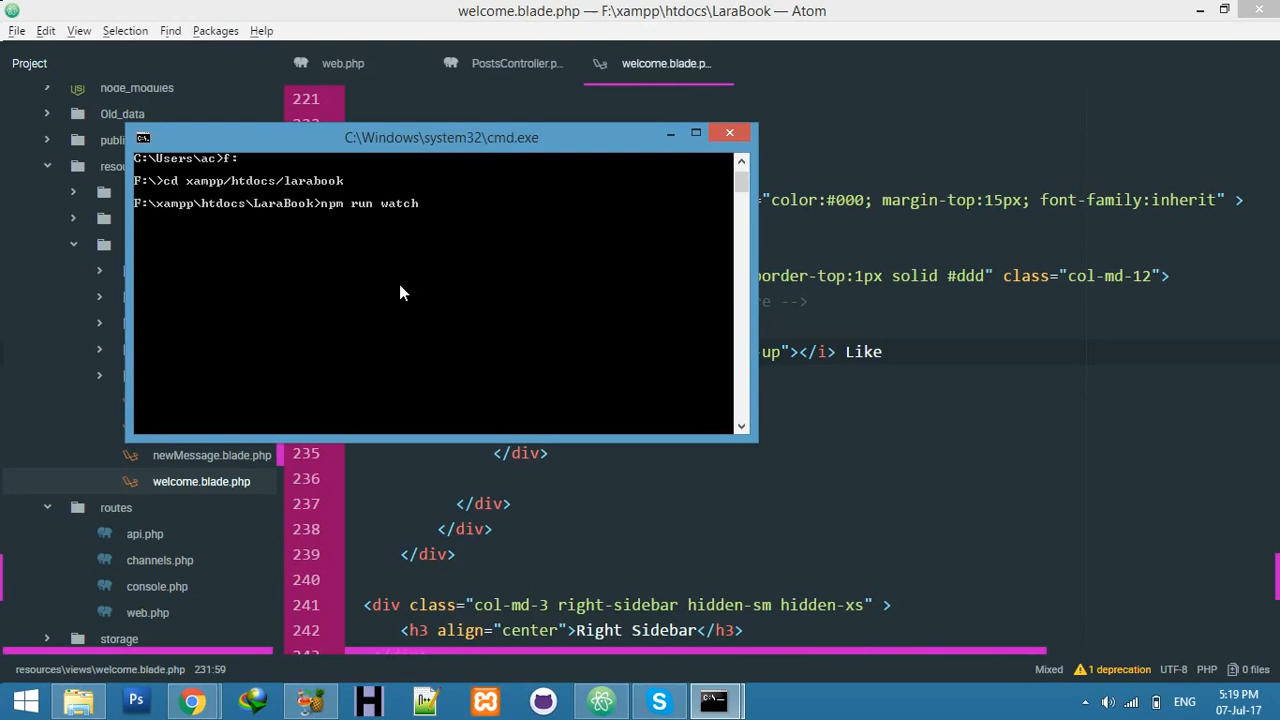 welcome.blade.php — F:\xampp\htdocs\LaraBook — Atom
File Edit View Selection Find Packages Help
Project
web.php
PostsController.p...
welcome.blade.p...
node_modules
221
Old_data
C:\Windows\system32\cmd.exe
C:\Users\ac>f:
F:\>cd xampp/htdocs/larabook
F:\xampp\htdocs\LaraBook>npm run watch
"color:#000; margin-top:15px; font-family:inherit" >
border-top:1px solid #ddd" class="col-md-12">
-->
-up"></i> Like
newMessage.blade.php
235 </div>
welcome.blade.php
236
routes
237 </div>
api.php
238 </div>
channels.php
239 </div>
console.php
240
web.php
241 <div class="col-md-3 right-sidebar hidden-sm hidden-xs" >
storage
242 <h3 align="center">Right Sidebar</h3>
resources\views\welcome.blade.php 231:59
Mixed 1 deprecation UTF-8 PHP 0 files
Ps
ENG
5:19 PM
07-Jul-17